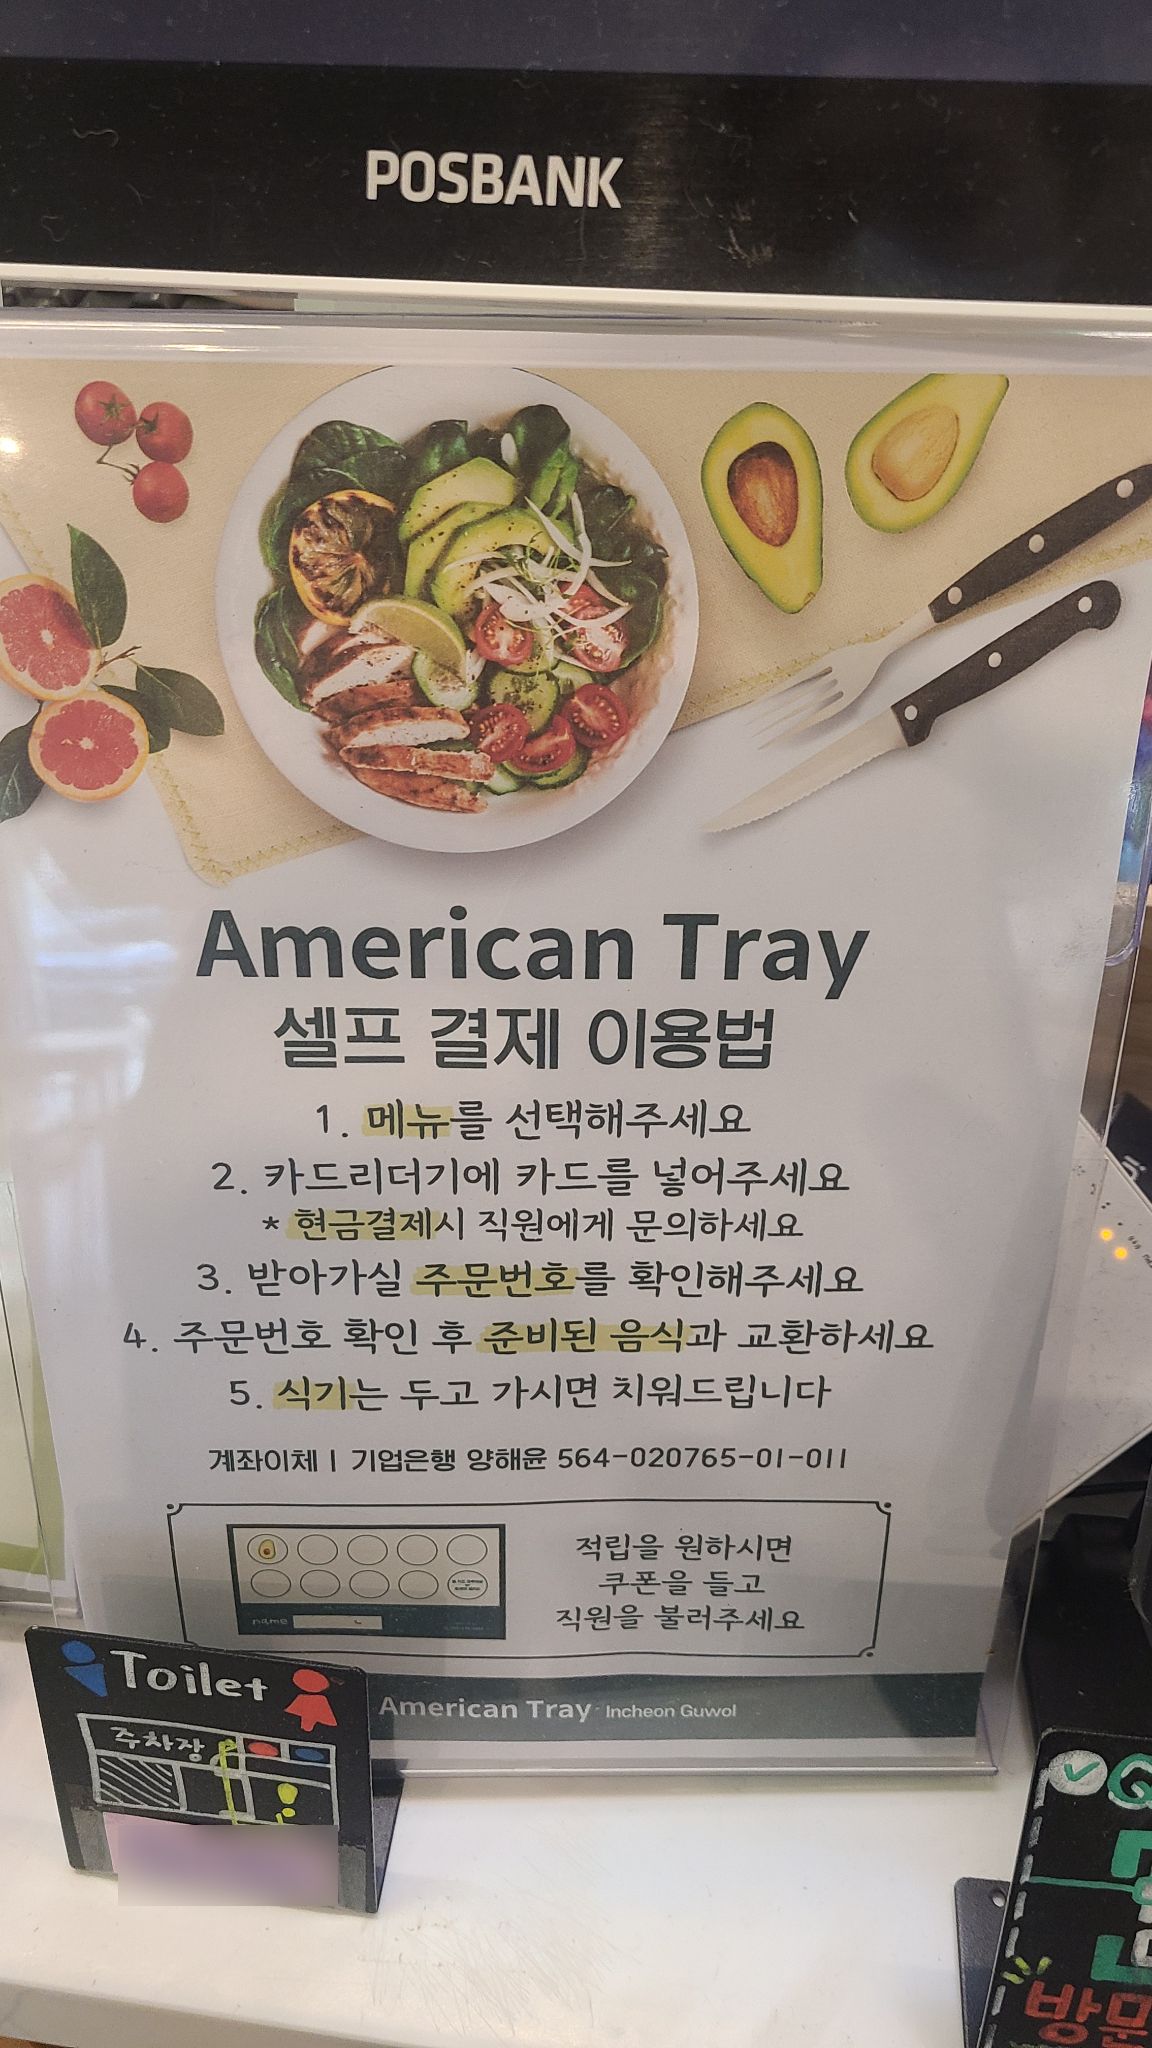 POSBANK
American Tray
셀프 결제 이용법
1. 메뉴를 선택해주세요
2. 카드리더기에 카드를 넣어주세요
* 현금결제시 직원에게 문의하세요
3. 받아가실 주문번호를 확인해주세요
4. 주문번호 확인 후 준비된 음식과 교환하세요
5. 식기는 두고 가시면 치워드립니다
계좌이체 | 기업은행 양해윤 564-020765-01-011
적립을 원하시면
쿠폰을 들고
직원을 불러주세요
name
American Tray Incheon Guwol
Toilet
주차장
방문